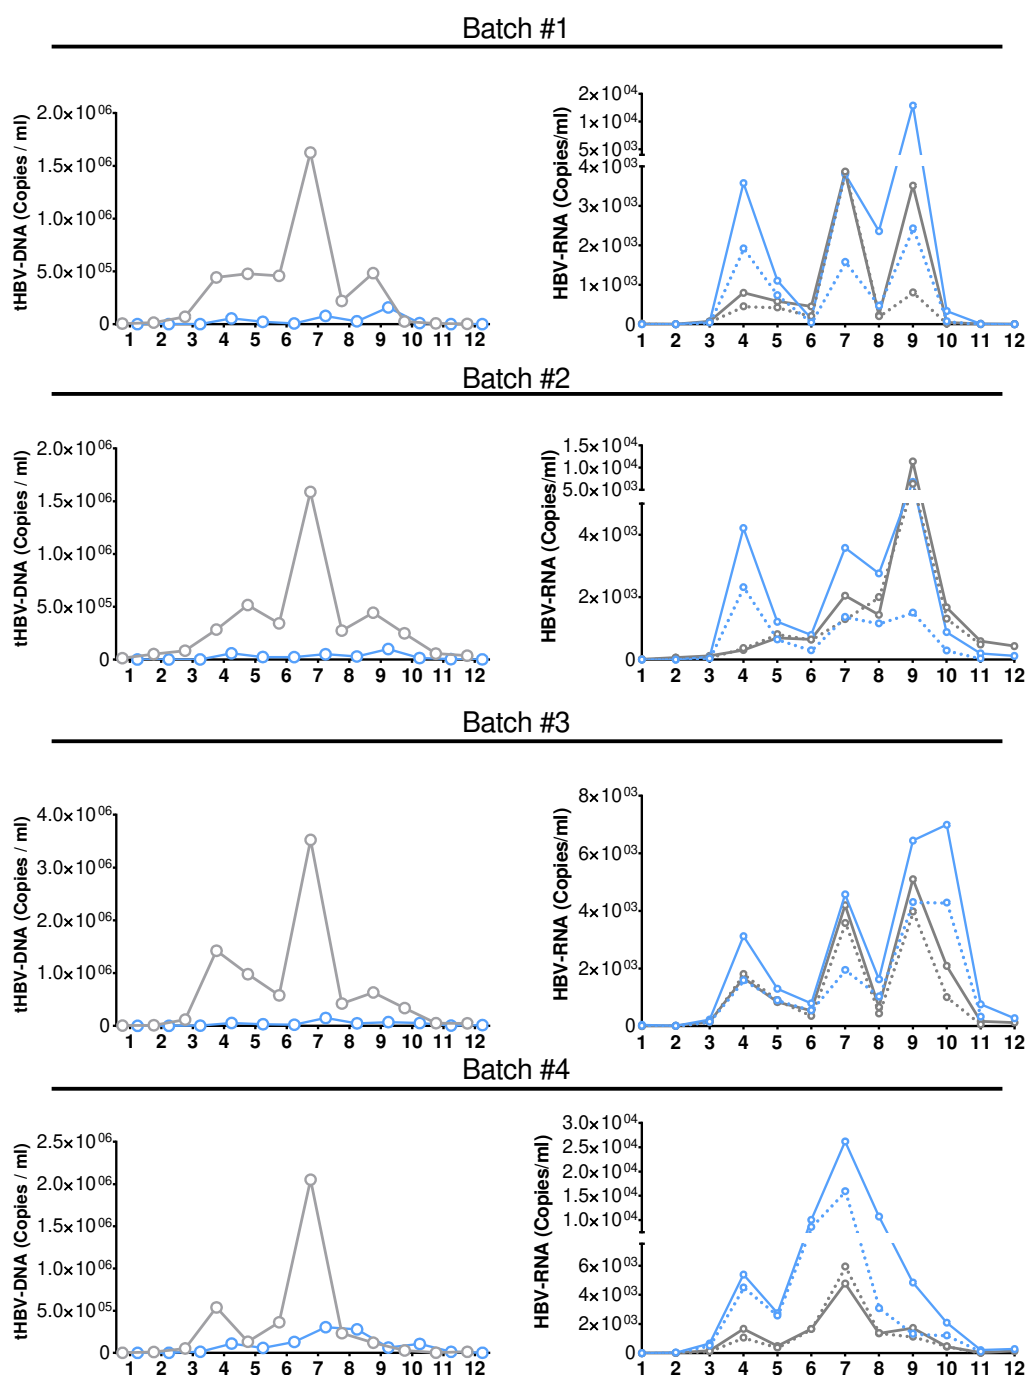 Batch #1
tHBV-DNA (Copies / ml)
2.0×10^06
1.5×10^06
1.0×10^06
5.0×10^05
0
1 2 3 4 5 6 7 8 9 10 11 12
HBV-RNA (Copies/ml)
2×10^04
1×10^04
5×10^03
4×10^03
3×10^03
2×10^03
1×10^03
0
1 2 3 4 5 6 7 8 9 10 11 12
Batch #2
tHBV-DNA (Copies / ml)
2.0×10^06
1.5×10^06
1.0×10^06
5.0×10^05
0
1 2 3 4 5 6 7 8 9 10 11 12
HBV-RNA (Copies/ml)
1.5×10^04
1.0×10^04
5.0×10^03
4×10^03
2×10^03
0
1 2 3 4 5 6 7 8 9 10 11 12
Batch #3
tHBV-DNA (Copies / ml)
4.0×10^06
3.0×10^06
2.0×10^06
1.0×10^06
0
1 2 3 4 5 6 7 8 9 10 11 12
HBV-RNA (Copies/ml)
8×10^03
6×10^03
4×10^03
2×10^03
0
1 2 3 4 5 6 7 8 9 10 11 12
Batch #4
tHBV-DNA (Copies / ml)
2.5×10^06
2.0×10^06
1.5×10^06
1.0×10^06
5.0×10^05
0
1 2 3 4 5 6 7 8 9 10 11 12
HBV-RNA (Copies/ml)
3.0×10^04
2.5×10^04
2.0×10^04
1.5×10^04
1.0×10^04
6×10^03
4×10^03
2×10^03
0
1 2 3 4 5 6 7 8 9 10 11 12